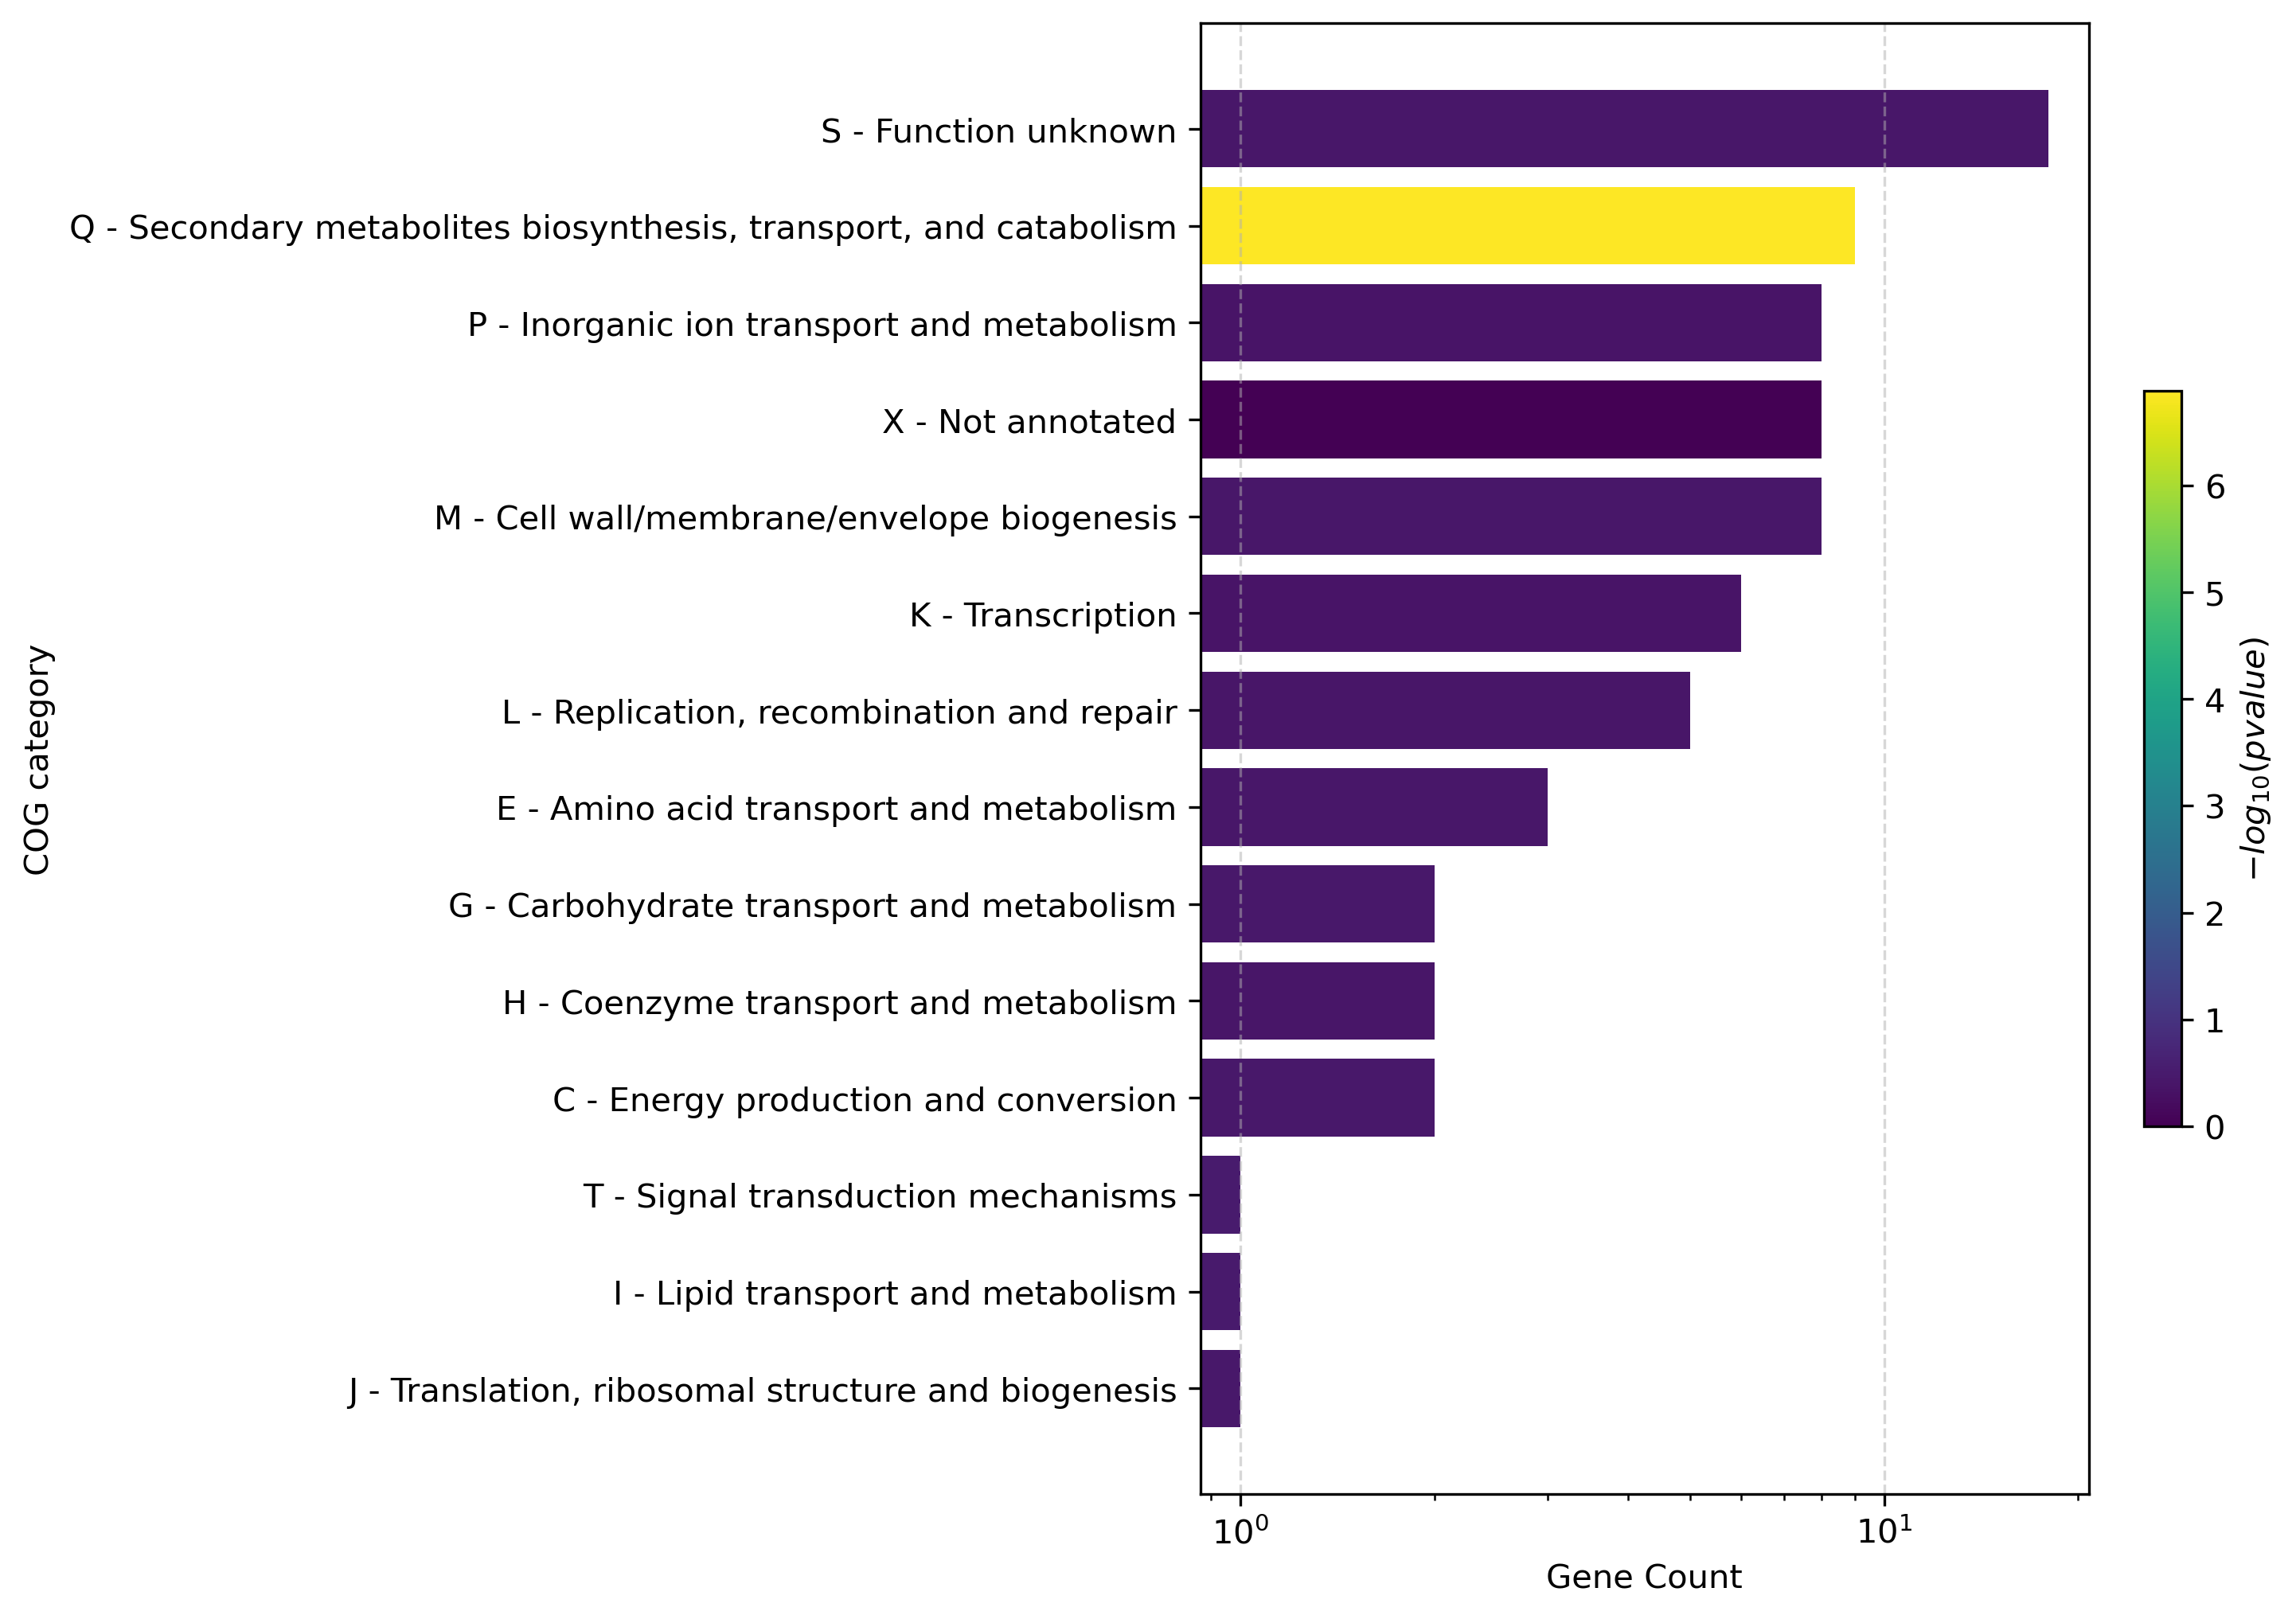 S - Function unknown
Q - Secondary metabolites biosynthesis, transport, and catabolism
P - Inorganic ion transport and metabolism
X - Not annotated
M - Cell wall/membrane/envelope biogenesis
K - Transcription
L - Replication, recombination and repair
E - Amino acid transport and metabolism
G - Carbohydrate transport and metabolism
H - Coenzyme transport and metabolism
C - Energy production and conversion
T - Signal transduction mechanisms
I - Lipid transport and metabolism
J - Translation, ribosomal structure and biogenesis
COG category
10⁰ 10¹
Gene Count
6
5
4
3
2
1
0
−log₁₀(pvalue)